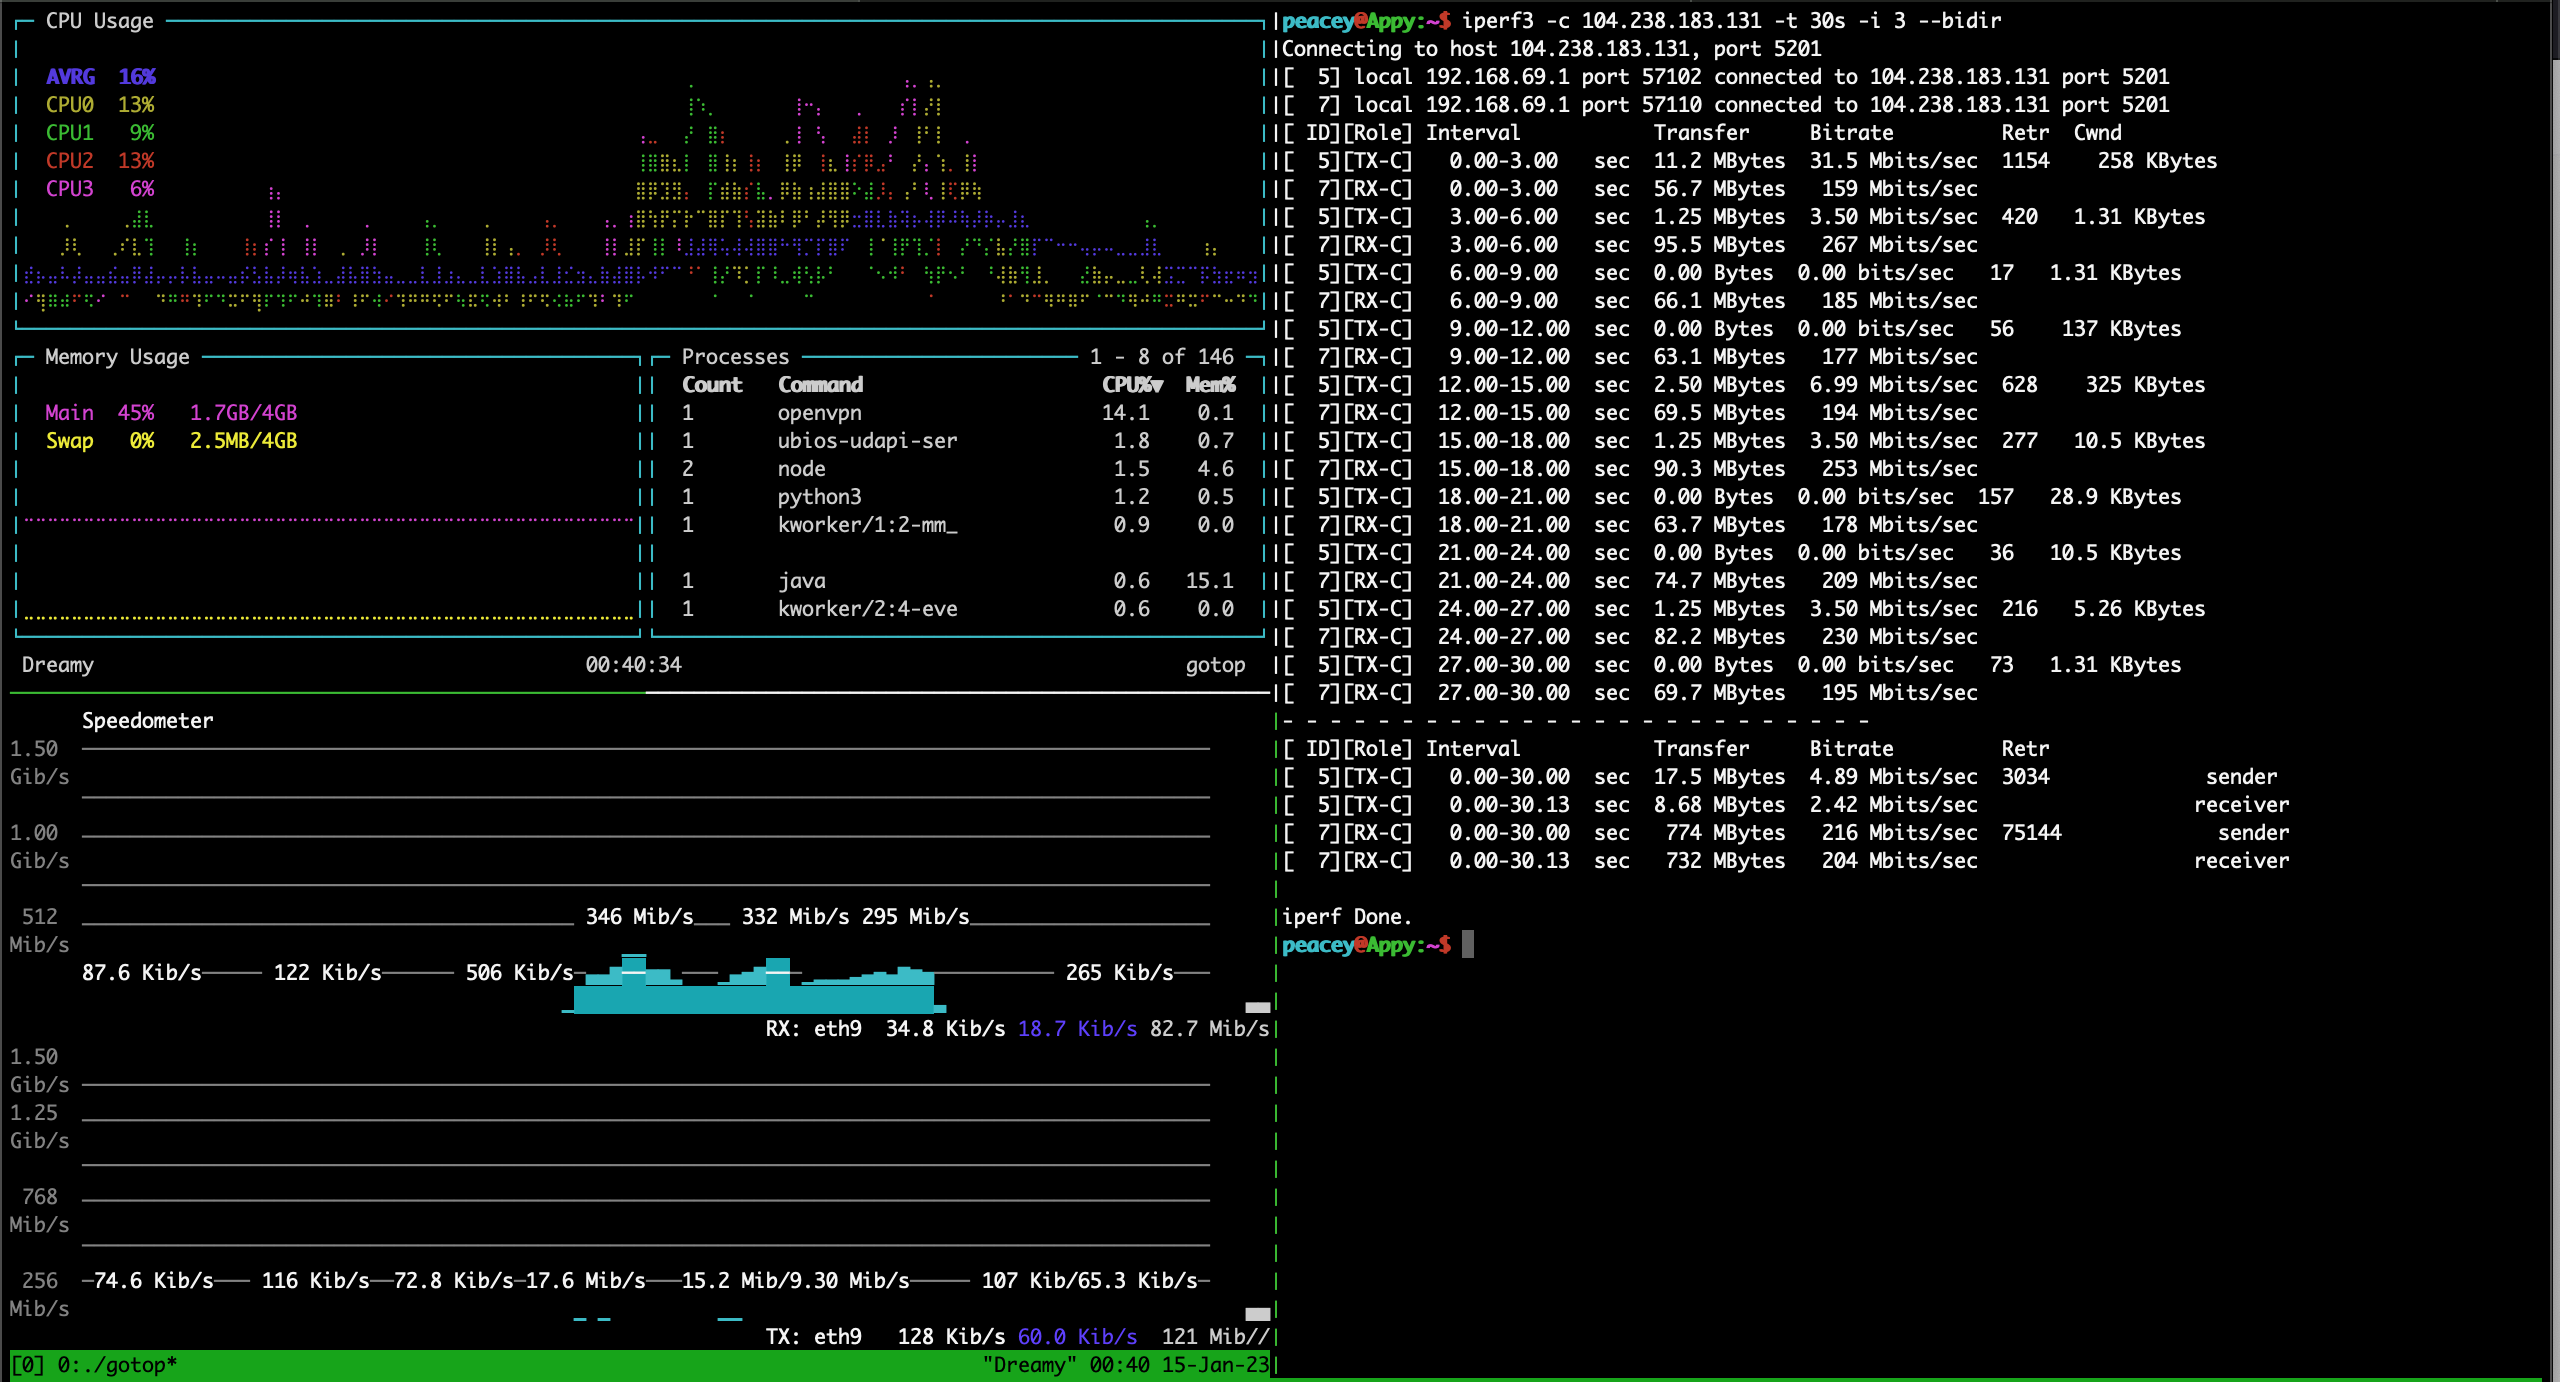 CPU Usage
AVRG 16%
CPU0 13%
CPU1 9%
CPU2 13%
CPU3 6%
Memory Usage
Main 45% 1.7GB/4GB
Swap 0% 2.5MB/4GB
Processes 1 - 8 of 146
Count Command CPU%▼ Mem%
1 openvpn 14.1 0.1
1 ubios-udapi-ser 1.8 0.7
2 node 1.5 4.6
1 python3 1.2 0.5
1 kworker/1:2-mm_ 0.9 0.0
1 java 0.6 15.1
1 kworker/2:4-eve 0.6 0.0
Dreamy 00:40:34 gotop
Speedometer
1.50
Gib/s
1.00
Gib/s
512 346 Mib/s 332 Mib/s 295 Mib/s
Mib/s
87.6 Kib/s 122 Kib/s 506 Kib/s 265 Kib/s
RX: eth9 34.8 Kib/s 18.7 Kib/s 82.7 Mib/s
1.50
Gib/s
1.25
Gib/s
768
Mib/s
256 74.6 Kib/s 116 Kib/s 72.8 Kib/s 17.6 Mib/s 15.2 Mib/9.30 Mib/s 107 Kib/65.3 Kib/s
Mib/s
TX: eth9 128 Kib/s 60.0 Kib/s 121 Mib//
[0] 0:./gotop* "Dreamy" 00:40 15-Jan-23
peacey@Appy:~$ iperf3 -c 104.238.183.131 -t 30s -i 3 --bidir
Connecting to host 104.238.183.131, port 5201
[ 5] local 192.168.69.1 port 57102 connected to 104.238.183.131 port 5201
[ 7] local 192.168.69.1 port 57110 connected to 104.238.183.131 port 5201
[ ID][Role] Interval Transfer Bitrate Retr Cwnd
[ 5][TX-C] 0.00-3.00 sec 11.2 MBytes 31.5 Mbits/sec 1154 258 KBytes
[ 7][RX-C] 0.00-3.00 sec 56.7 MBytes 159 Mbits/sec
[ 5][TX-C] 3.00-6.00 sec 1.25 MBytes 3.50 Mbits/sec 420 1.31 KBytes
[ 7][RX-C] 3.00-6.00 sec 95.5 MBytes 267 Mbits/sec
[ 5][TX-C] 6.00-9.00 sec 0.00 Bytes 0.00 bits/sec 17 1.31 KBytes
[ 7][RX-C] 6.00-9.00 sec 66.1 MBytes 185 Mbits/sec
[ 5][TX-C] 9.00-12.00 sec 0.00 Bytes 0.00 bits/sec 56 137 KBytes
[ 7][RX-C] 9.00-12.00 sec 63.1 MBytes 177 Mbits/sec
[ 5][TX-C] 12.00-15.00 sec 2.50 MBytes 6.99 Mbits/sec 628 325 KBytes
[ 7][RX-C] 12.00-15.00 sec 69.5 MBytes 194 Mbits/sec
[ 5][TX-C] 15.00-18.00 sec 1.25 MBytes 3.50 Mbits/sec 277 10.5 KBytes
[ 7][RX-C] 15.00-18.00 sec 90.3 MBytes 253 Mbits/sec
[ 5][TX-C] 18.00-21.00 sec 0.00 Bytes 0.00 bits/sec 157 28.9 KBytes
[ 7][RX-C] 18.00-21.00 sec 63.7 MBytes 178 Mbits/sec
[ 5][TX-C] 21.00-24.00 sec 0.00 Bytes 0.00 bits/sec 36 10.5 KBytes
[ 7][RX-C] 21.00-24.00 sec 74.7 MBytes 209 Mbits/sec
[ 5][TX-C] 24.00-27.00 sec 1.25 MBytes 3.50 Mbits/sec 216 5.26 KBytes
[ 7][RX-C] 24.00-27.00 sec 82.2 MBytes 230 Mbits/sec
[ 5][TX-C] 27.00-30.00 sec 0.00 Bytes 0.00 bits/sec 73 1.31 KBytes
[ 7][RX-C] 27.00-30.00 sec 69.7 MBytes 195 Mbits/sec
- - - - - - - - - - - - - - - - - - - - - - - - -
[ ID][Role] Interval Transfer Bitrate Retr
[ 5][TX-C] 0.00-30.00 sec 17.5 MBytes 4.89 Mbits/sec 3034 sender
[ 5][TX-C] 0.00-30.13 sec 8.68 MBytes 2.42 Mbits/sec receiver
[ 7][RX-C] 0.00-30.00 sec 774 MBytes 216 Mbits/sec 75144 sender
[ 7][RX-C] 0.00-30.13 sec 732 MBytes 204 Mbits/sec receiver
iperf Done.
peacey@Appy:~$